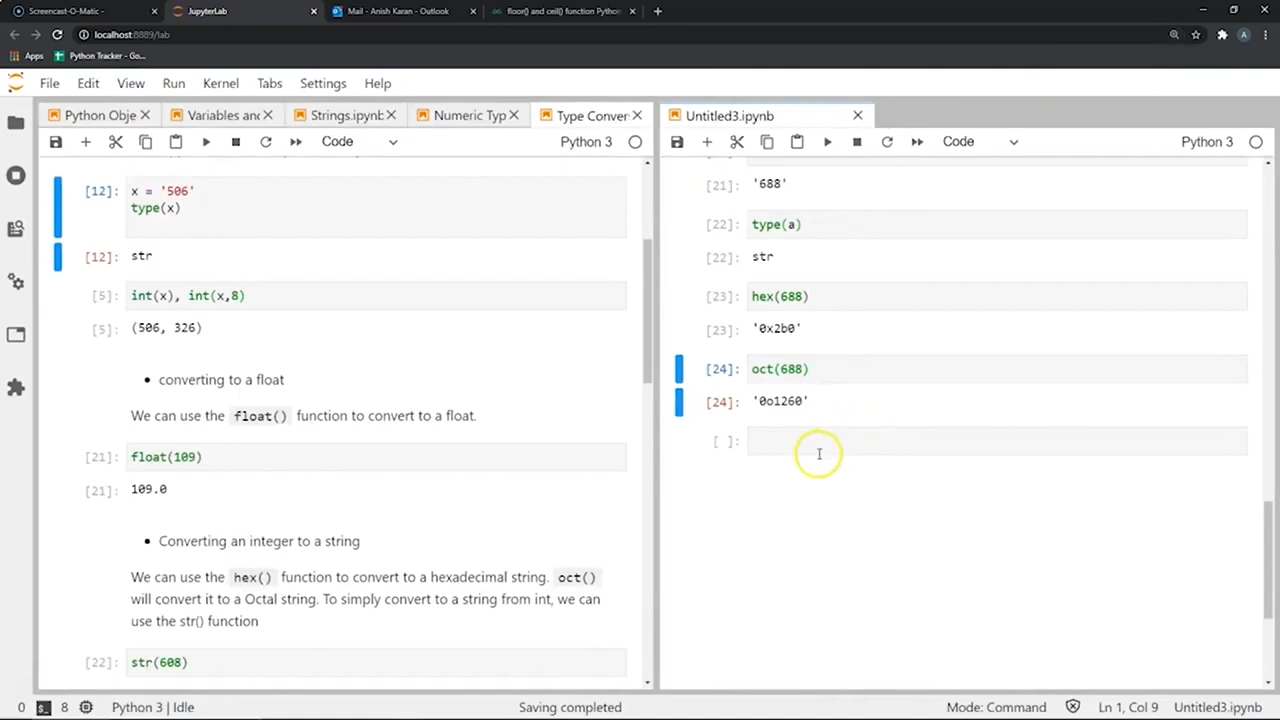 Screencast-O-Matic -
JupyterLab
Mail - Anish Karan - Outlook
floor() and ceil() function Python
localhost:8889/lab
A
Apps
Python Tracker - Go...
File Edit View Run Kernel Tabs Settings Help
Python Obje
Variables and
Strings.ipynb
Numeric Typ
Type Conver
Code
Python 3
[12]: x = '506'
type(x)
[12]: str
[5]: int(x), int(x,8)
[5]: (506, 326)
• converting to a float
We can use the float() function to convert to a float.
[21]: float(109)
[21]: 109.0
• Converting an integer to a string
We can use the hex() function to convert to a hexadecimal string. oct()
will convert it to a Octal string. To simply convert to a string from int, we can
use the str() function
[22]: str(608)
Untitled3.ipynb
Code
Python 3
[21]: '688'
[22]: type(a)
[22]: str
[23]: hex(688)
[23]: '0x2b0'
[24]: oct(688)
[24]: '0o1260'
[ ]:
0
8
Python 3 | Idle
Saving completed
Mode: Command
Ln 1, Col 9
Untitled3.ipynb